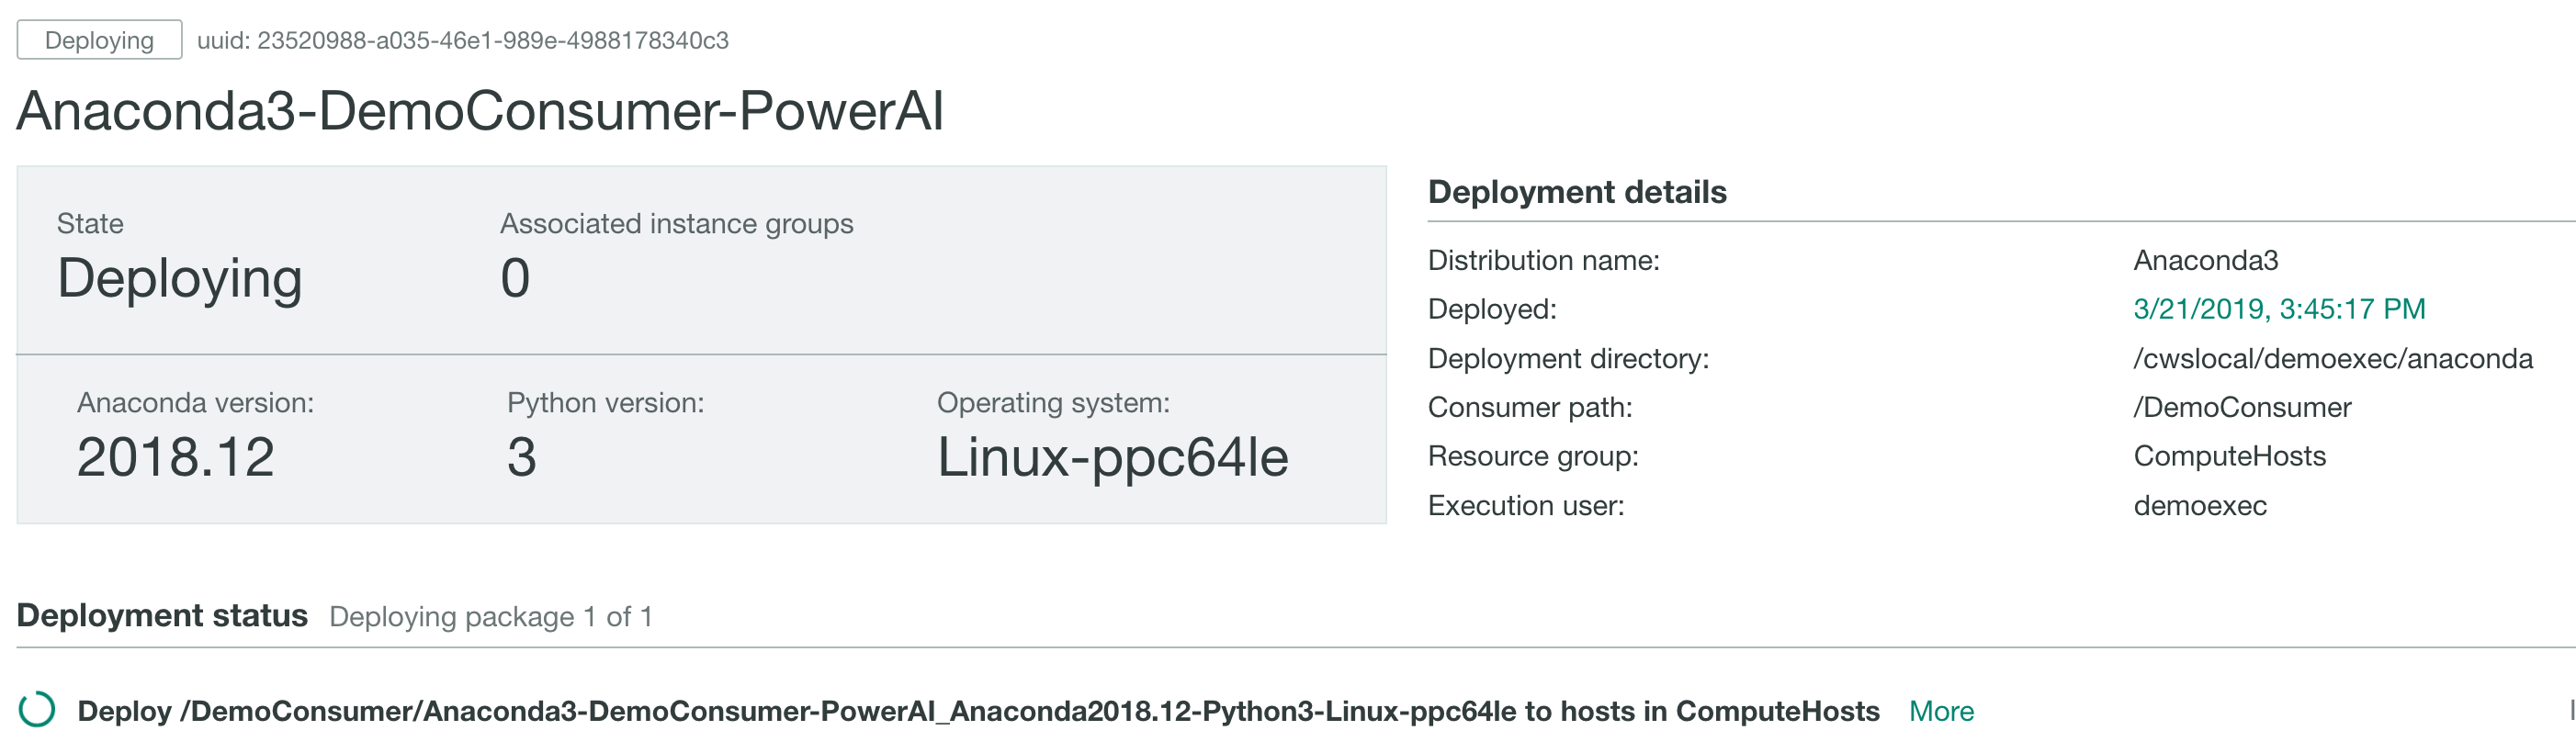 Deploying uuid: 23520988-a035-46e1-989e-4988178340c3
Anaconda3-DemoConsumer-PowerAI
State Associated instance groups
Deploying 0
Anaconda version: Python version: Operating system:
2018.12 3 Linux-ppc64le
Deployment details
Distribution name: Anaconda3
Deployed: 3/21/2019, 3:45:17 PM
Deployment directory: /cwslocal/demoexec/anaconda
Consumer path: /DemoConsumer
Resource group: ComputeHosts
Execution user: demoexec
Deployment status Deploying package 1 of 1
Deploy /DemoConsumer/Anaconda3-DemoConsumer-PowerAI_Anaconda2018.12-Python3-Linux-ppc64le to hosts in ComputeHosts More